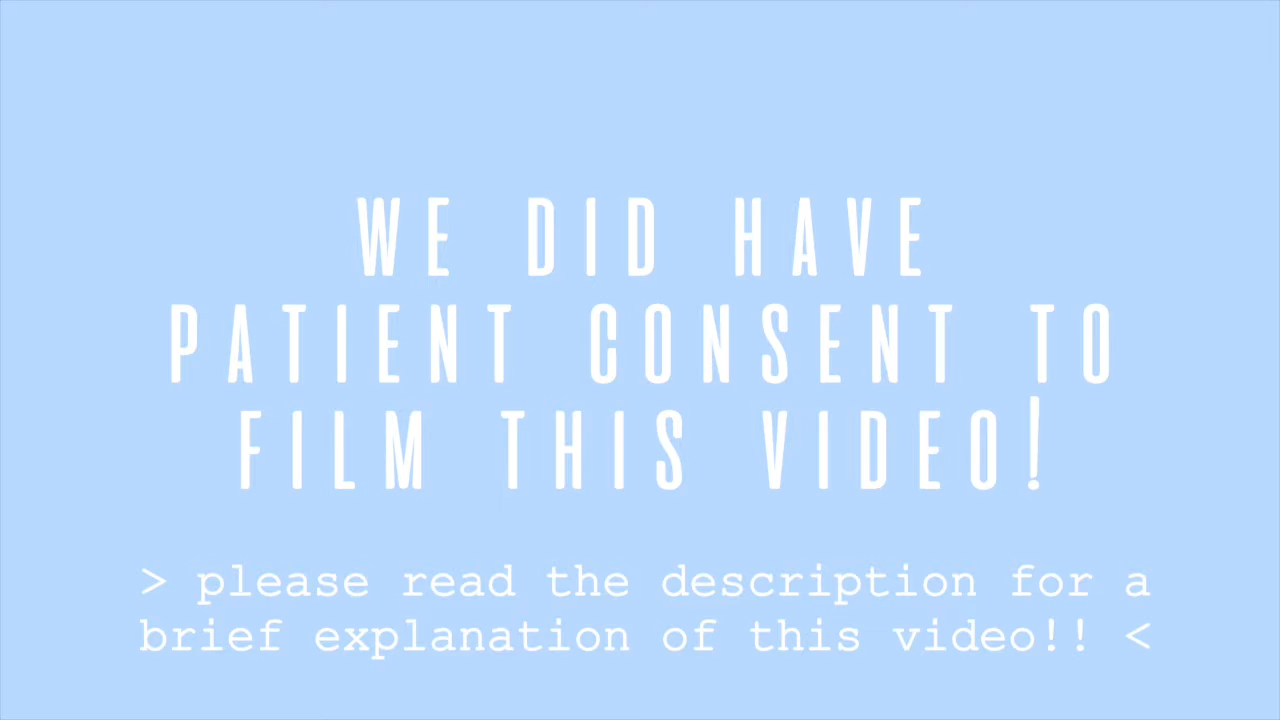 WE DID HAVE
PATIENT CONSENT TO
FILM THIS VIDEO!
> please read the description for a
brief explanation of this video!! <